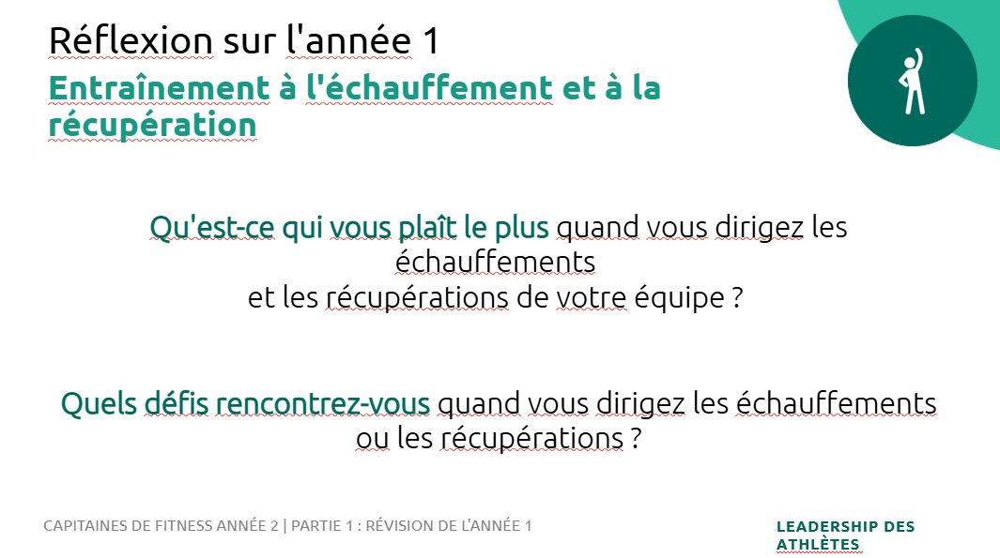 Réflexion sur l'année 1
Entraînement à l'échauffement et à la
récupération
Qu'est-ce qui vous plaît le plus quand vous dirigez les
échauffements
et les récupérations de votre équipe ?
Quels défis rencontrez-vous quand vous dirigez les échauffements
ou les récupérations ?
CAPITAINES DE FITNESS ANNÉE 2 | PARTIE 1 : RÉVISION DE L'ANNÉE 1
LEADERSHIP DES
ATHLÈTES